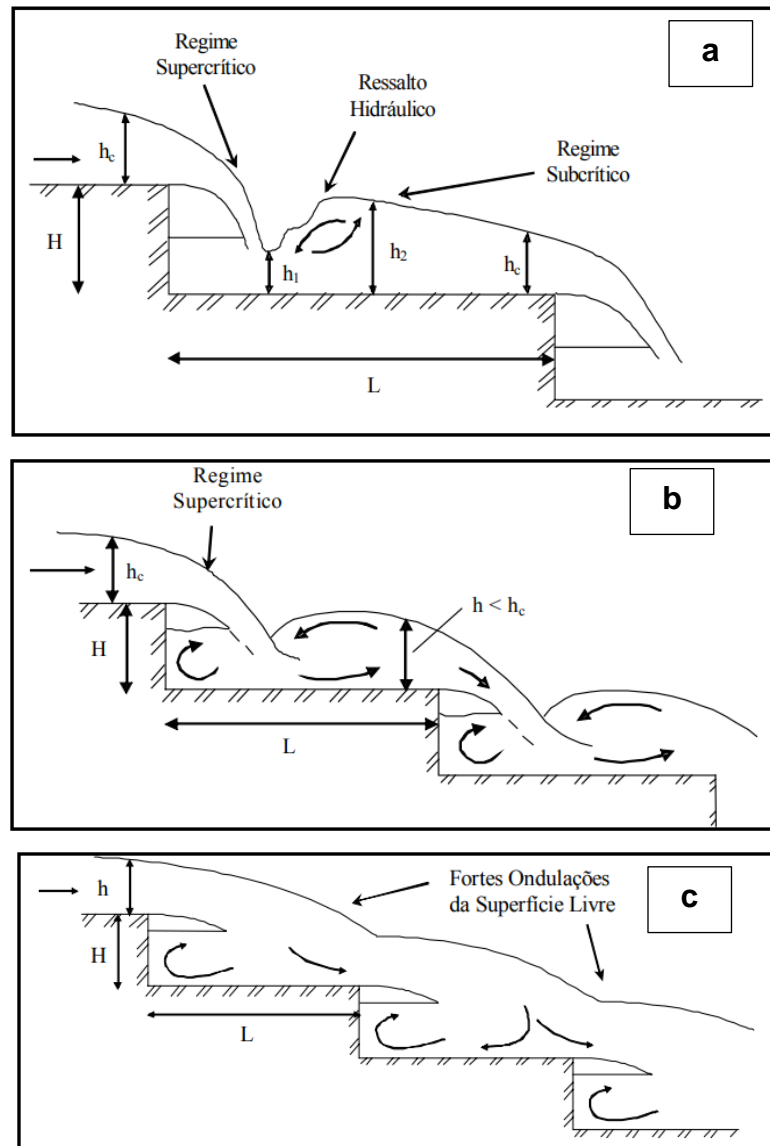 a
Regime
Supercrítico
Ressalto
Hidráulico
Regime
Subcrítico
hc
H
h1
h2
hc
L
b
Regime
Supercrítico
hc
h < hc
H
L
c
Fortes Ondulações
da Superfície Livre
h
H
L